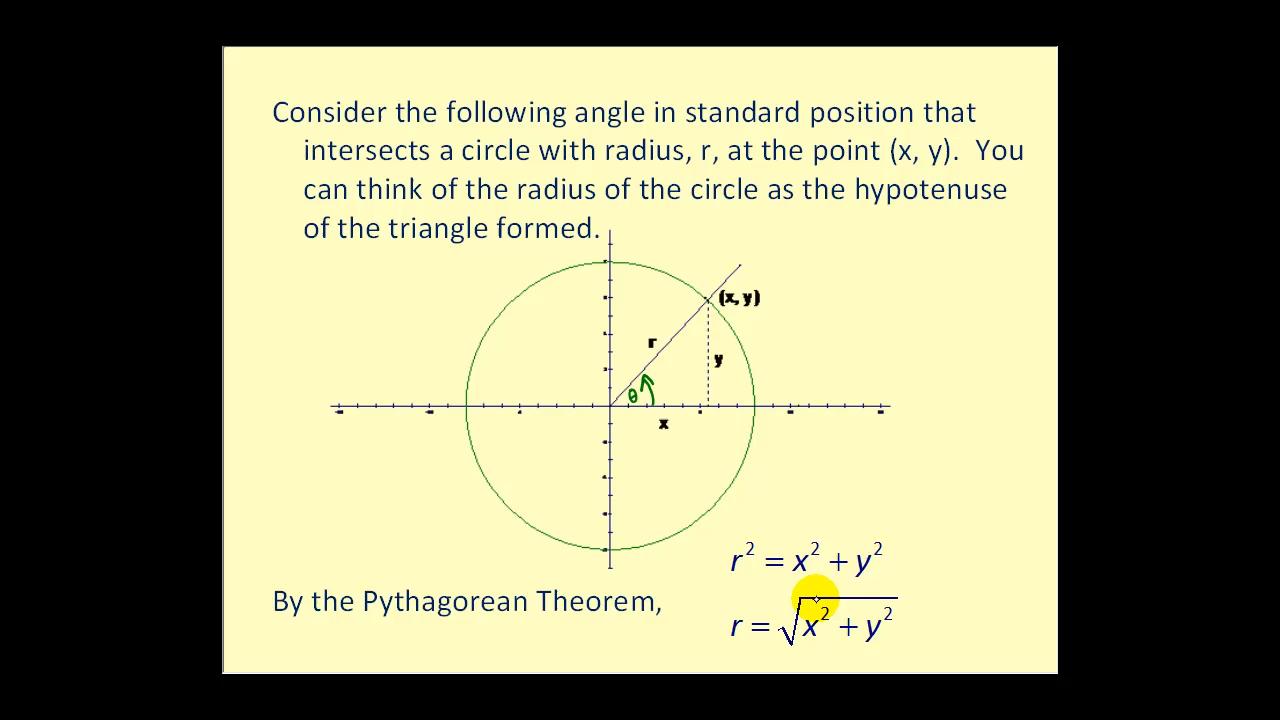 Consider the following angle in standard position that
intersects a circle with radius, r, at the point (x, y).  You
can think of the radius of the circle as the hypotenuse
of the triangle formed.
(x, y)
r
y
θ
x
r² = x² + y²
By the Pythagorean Theorem,
r = √x² + y²